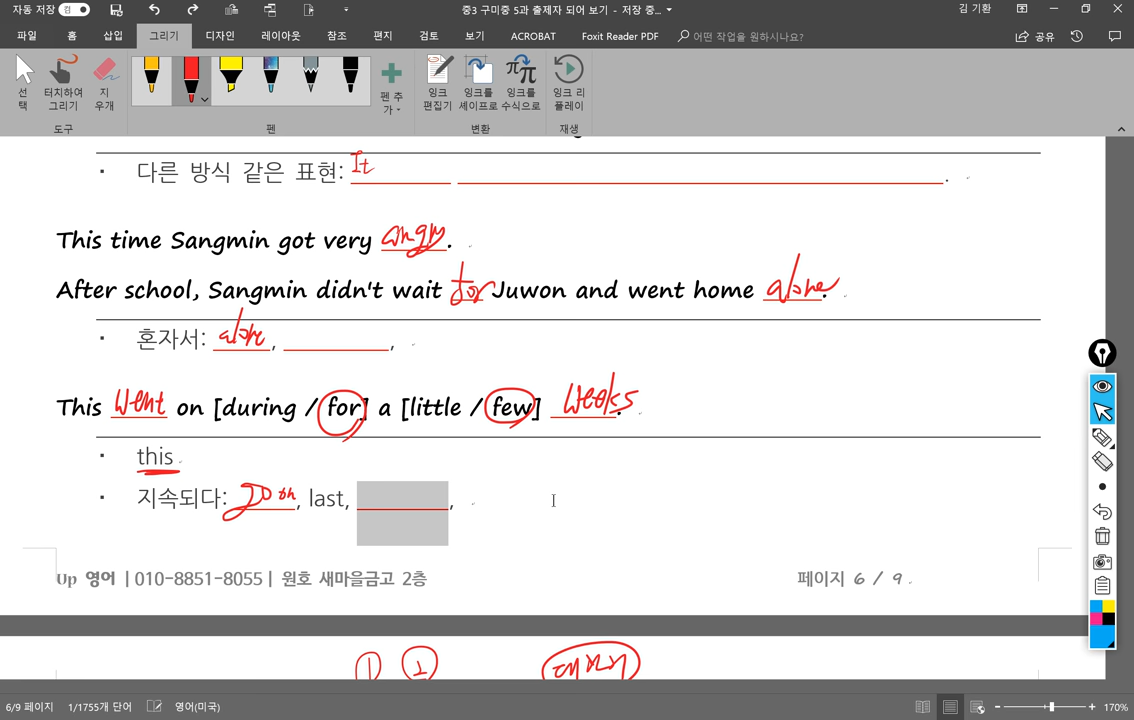 자동 저장 컴 중3 구미중 5과 출제자 되어 보기 - 저장 중... 김 기환
파일 홈 삽입 그리기 디자인 레이아웃 참조 편지 검토 보기 ACROBAT Foxit Reader PDF 어떤 작업을 원하시나요? 공유
선택 터치하여 그리기 지우개 펜 추가 잉크 편집기 잉크를 셰이프로 잉크를 수식으로 잉크 리플레이
도구 펜 변환 재생
· 다른 방식 같은 표현: It .
This time Sangmin got very angry.
After school, Sangmin didn't wait for Juwon and went home alone.
· 혼자서: alone, ,
This went on [during / for] a [little / few] weeks.
· this
· 지속되다: go on, last, ,
Up 영어 | 010-8851-8055 | 원호 새마을금고 2층 페이지 6 / 9
① ②
6/9 페이지 1/1755개 단어 영어(미국) 170%